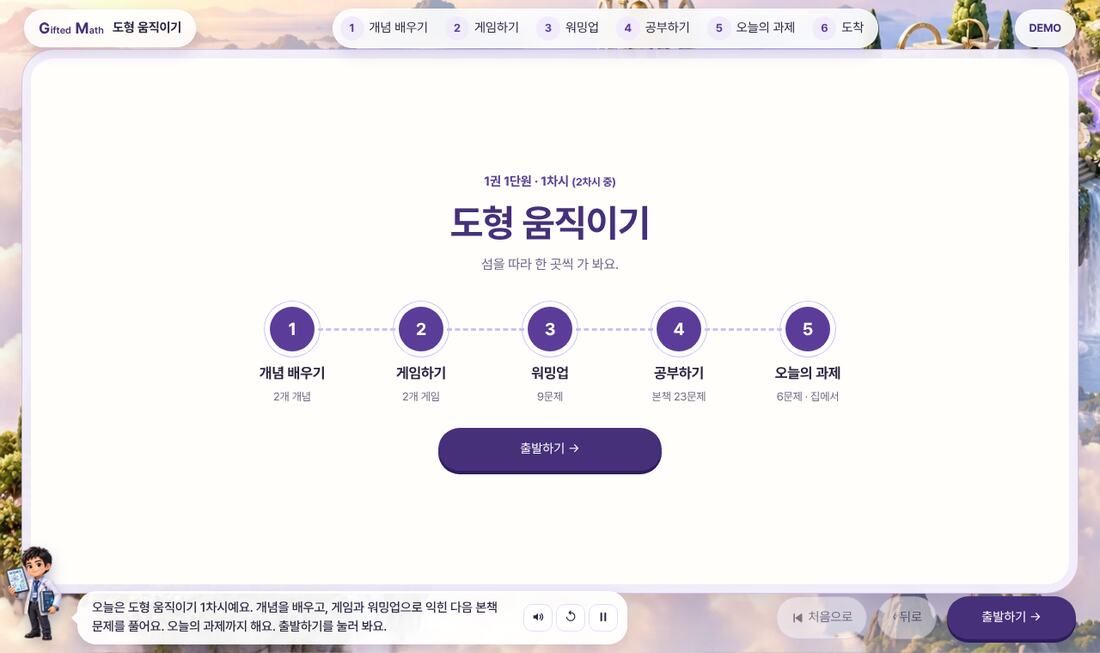 Gifted Math 도형 움직이기
1 개념 배우기 2 게임하기 3 워밍업 4 공부하기 5 오늘의 과제 6 도착
DEMO
1권 1단원 · 1차시 (2차시 중)
도형 움직이기
섬을 따라 한 곳씩 가 봐요.
1 2 3 4 5
개념 배우기 게임하기 워밍업 공부하기 오늘의 과제
2개 개념 2개 게임 9문제 본책 23문제 6문제 · 집에서
출발하기 →
오늘은 도형 움직이기 1차시예요. 개념을 배우고, 게임과 워밍업으로 익힌 다음 본책
문제를 풀어요. 오늘의 과제까지 해요. 출발하기를 눌러 봐요.
처음으로 ‹ 뒤로 출발하기 →